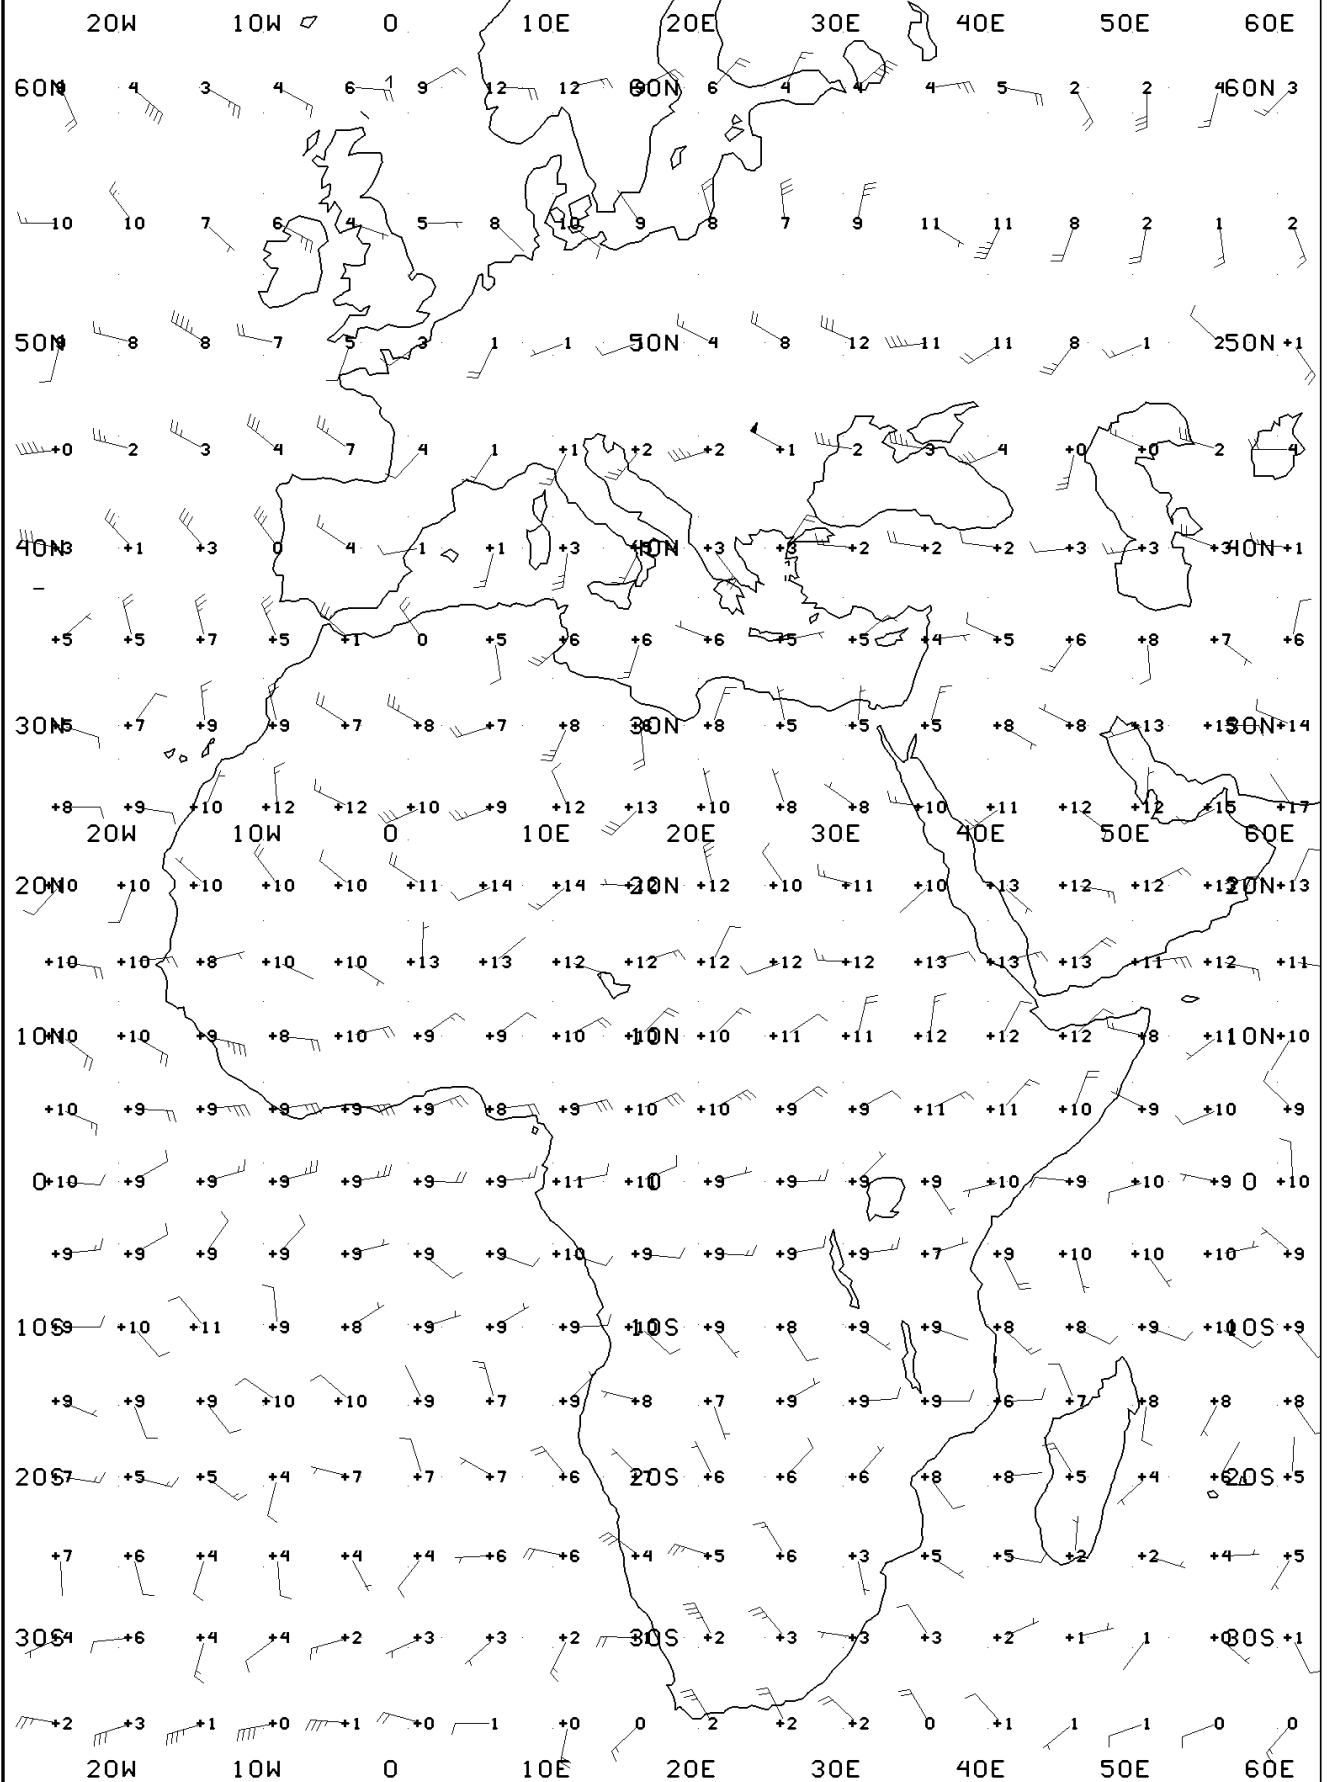 20W 10W 0 10E 20E 30E 40E 50E 60E
60N 4 3 4 6 1 9 12 12 60N 6 4 4 4 5 2 2 4 60N 3
10 10 7 6 4 5 8 10 9 8 7 9 11 11 8 2 1 2
50N 8 8 7 5 3 1 1 50N 4 8 12 11 11 8 1 2 50N +1
+0 2 3 4 7 4 1 +1 +2 +2 +1 2 3 4 +0 +0 2 4
40N +3 +1 +3 0 4 1 +1 +3 40N +3 +3 +2 +2 +2 +3 +3 +3 40N +1
+5 +5 +7 +5 +1 0 +5 +6 +6 +6 +5 +5 +4 +5 +6 +8 +7 +6
30N +7 +9 +9 +7 +8 +7 +8 30N +8 +5 +5 +5 +8 +8 +13 30N +14
+8 +9 +10 +12 +12 +10 +9 +12 +13 +10 +8 +8 +10 +11 +12 +12 +15 +17
20W 10W 0 10E 20E 30E 40E 50E 60E
20N +10 +10 +10 +10 +11 +14 +14 20N +12 +10 +11 +10 +13 +12 +12 20N +13
+10 +10 +8 +10 +10 +13 +13 +12 +12 +12 +12 +12 +13 +13 +13 +11 +12 +11
10N +10 +9 +8 +10 +9 +9 +10 10N +10 +11 +11 +12 +12 +12 +8 +11 10N +10
+10 +9 +9 +9 +9 +9 +8 +9 +10 +10 +9 +9 +11 +11 +10 +9 +10 +9
0 +10 +9 +9 +9 +9 +9 +9 +11 0 +9 +9 +9 +9 +10 +9 +10 +9 0 +10
+9 +9 +9 +9 +9 +9 +9 +10 +9 +9 +9 +9 +7 +9 +10 +10 +10 +9
10S +10 +11 +9 +8 +9 +9 +9 10S +9 +8 +9 +9 +8 +8 +9 +10 10S +9
+9 +9 +9 +10 +10 +9 +7 +9 +8 +7 +9 +9 +9 +6 +7 +8 +8 +8
20S +5 +5 +4 +7 +7 +7 +6 20S +6 +6 +6 +8 +8 +5 +4 20S +5
+7 +6 +4 +4 +4 +4 +6 +6 +4 +5 +6 +3 +5 +5 +2 +2 +4 +5
30S +6 +4 +4 +2 +3 +3 +2 30S +2 +3 +3 +3 +2 +1 1 +0 30S +1
+2 +3 +1 +0 +1 +0 1 +0 0 2 +2 +2 0 +1 1 1 0 0
20W 10W 0 10E 20E 30E 40E 50E 60E